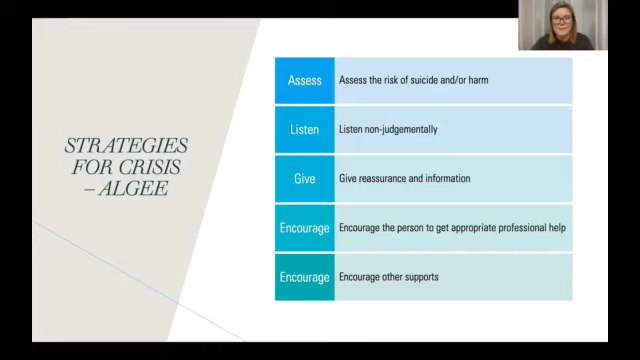 STRATEGIES
FOR CRISIS
– ALGEE
Assess Assess the risk of suicide and/or harm
Listen Listen non-judgementally
Give Give reassurance and information
Encourage Encourage the person to get appropriate professional help
Encourage Encourage other supports